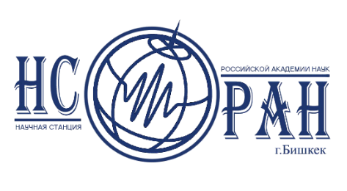 НС РАН
НАУЧНАЯ СТАНЦИЯ
РОССИЙСКОЙ АКАДЕМИИ НАУК
г.Бишкек